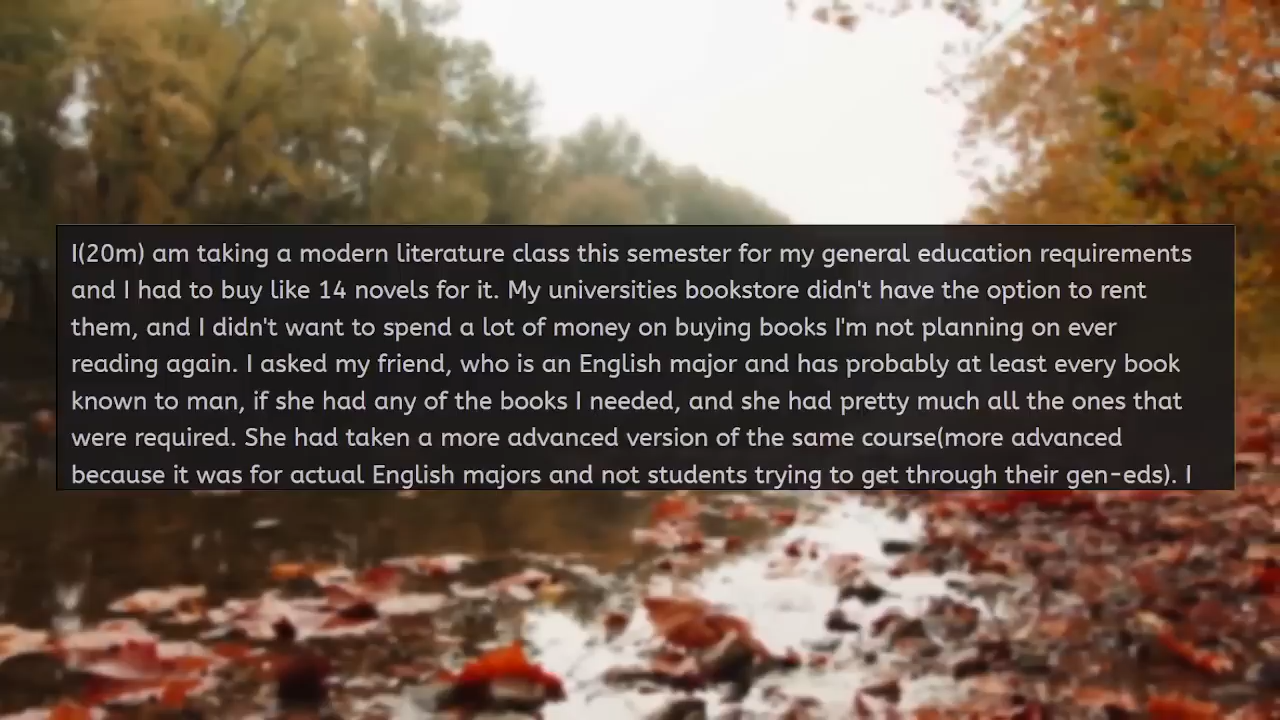 I(20m) am taking a modern literature class this semester for my general education requirements
and I had to buy like 14 novels for it. My universities bookstore didn't have the option to rent
them, and I didn't want to spend a lot of money on buying books I'm not planning on ever
reading again. I asked my friend, who is an English major and has probably at least every book
known to man, if she had any of the books I needed, and she had pretty much all the ones that
were required. She had taken a more advanced version of the same course(more advanced
because it was for actual English majors and not students trying to get through their gen-eds). I